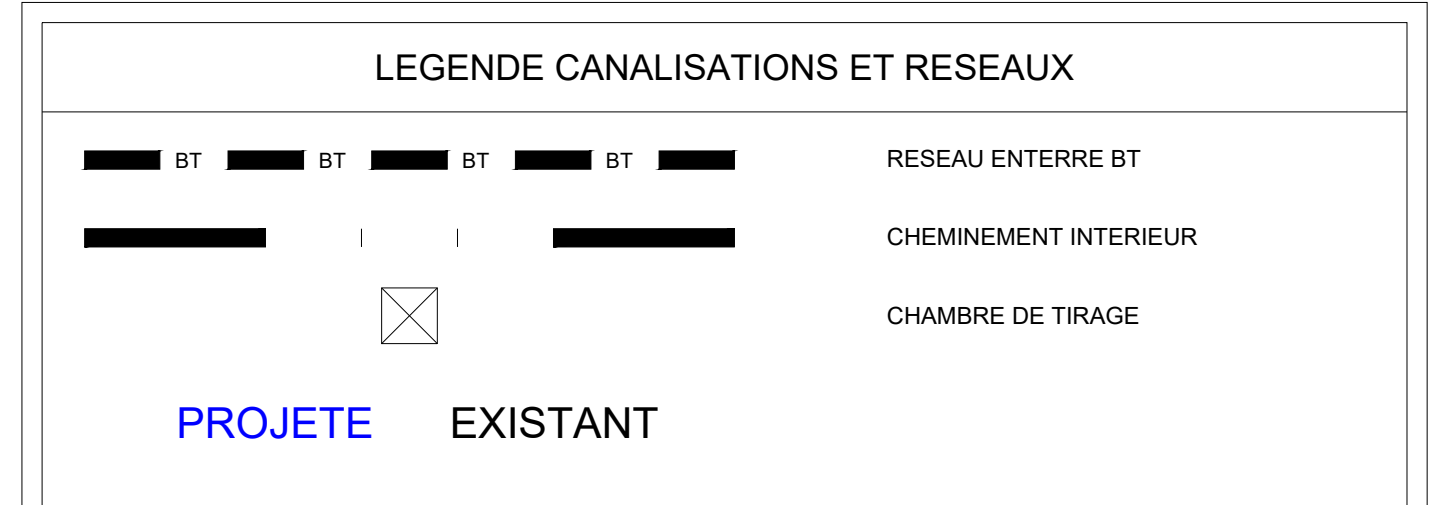 LEGENDE CANALISATIONS ET RESEAUX
BT BT BT BT RESEAU ENTERRE BT
CHEMINEMENT INTERIEUR
CHAMBRE DE TIRAGE
PROJETE EXISTANT